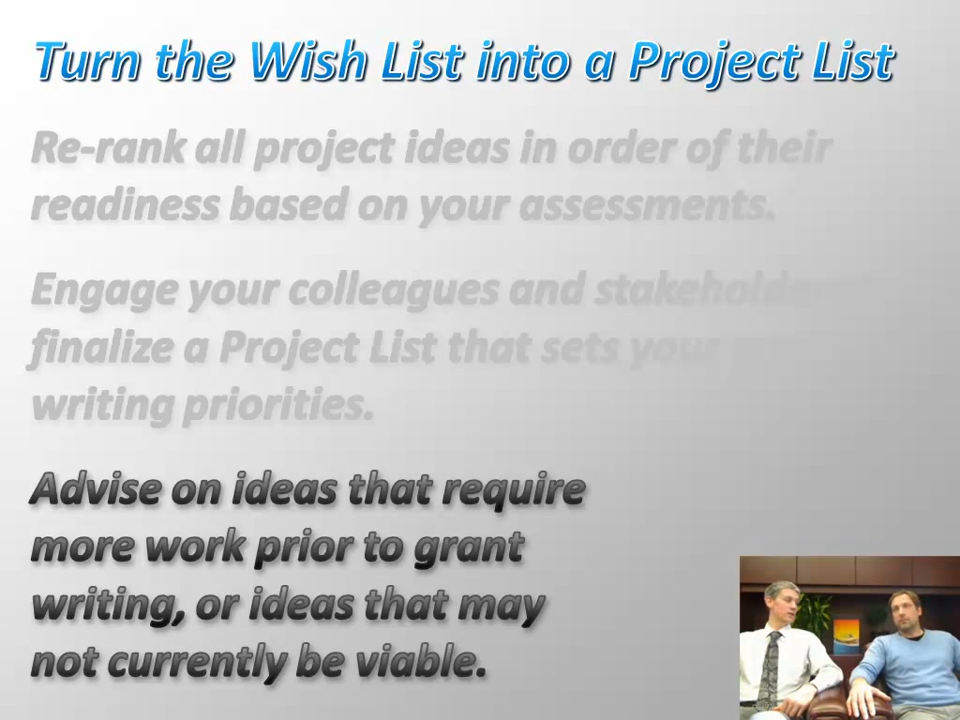 Turn the Wish List into a Project List
Re-rank all project ideas in order of their
readiness based on your assessments.
Engage your colleagues and stakeholders
finalize a Project List that sets your
writing priorities.
Advise on ideas that require
more work prior to grant
writing, or ideas that may
not currently be viable.